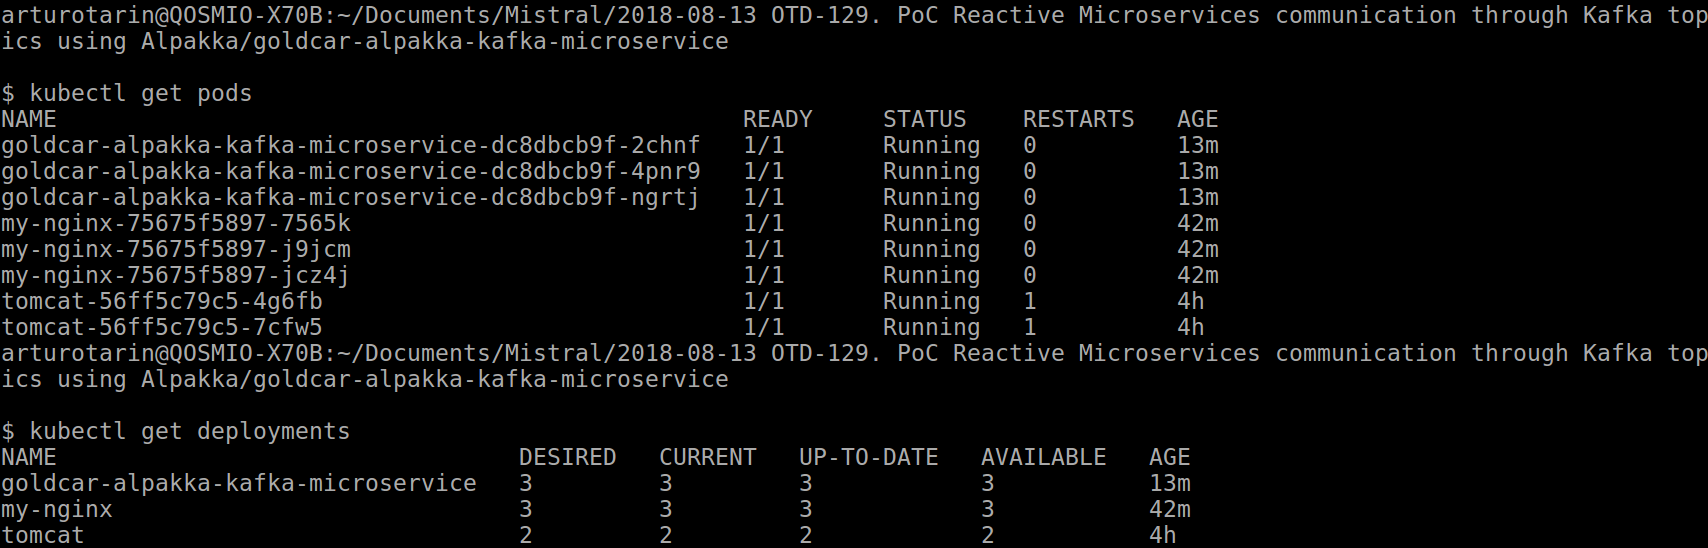 arturotarin@QOSMIO-X70B:~/Documents/Mistral/2018-08-13 OTD-129. PoC Reactive Microservices communication through Kafka top
ics using Alpakka/goldcar-alpakka-kafka-microservice
$ kubectl get pods
NAME READY STATUS RESTARTS AGE
goldcar-alpakka-kafka-microservice-dc8dbcb9f-2chnf 1/1 Running 0 13m
goldcar-alpakka-kafka-microservice-dc8dbcb9f-4pnr9 1/1 Running 0 13m
goldcar-alpakka-kafka-microservice-dc8dbcb9f-ngrtj 1/1 Running 0 13m
my-nginx-75675f5897-7565k 1/1 Running 0 42m
my-nginx-75675f5897-j9jcm 1/1 Running 0 42m
my-nginx-75675f5897-jcz4j 1/1 Running 0 42m
tomcat-56ff5c79c5-4g6fb 1/1 Running 1 4h
tomcat-56ff5c79c5-7cfw5 1/1 Running 1 4h
arturotarin@QOSMIO-X70B:~/Documents/Mistral/2018-08-13 OTD-129. PoC Reactive Microservices communication through Kafka top
ics using Alpakka/goldcar-alpakka-kafka-microservice
$ kubectl get deployments
NAME DESIRED CURRENT UP-TO-DATE AVAILABLE AGE
goldcar-alpakka-kafka-microservice 3 3 3 3 13m
my-nginx 3 3 3 3 42m
tomcat 2 2 2 2 4h